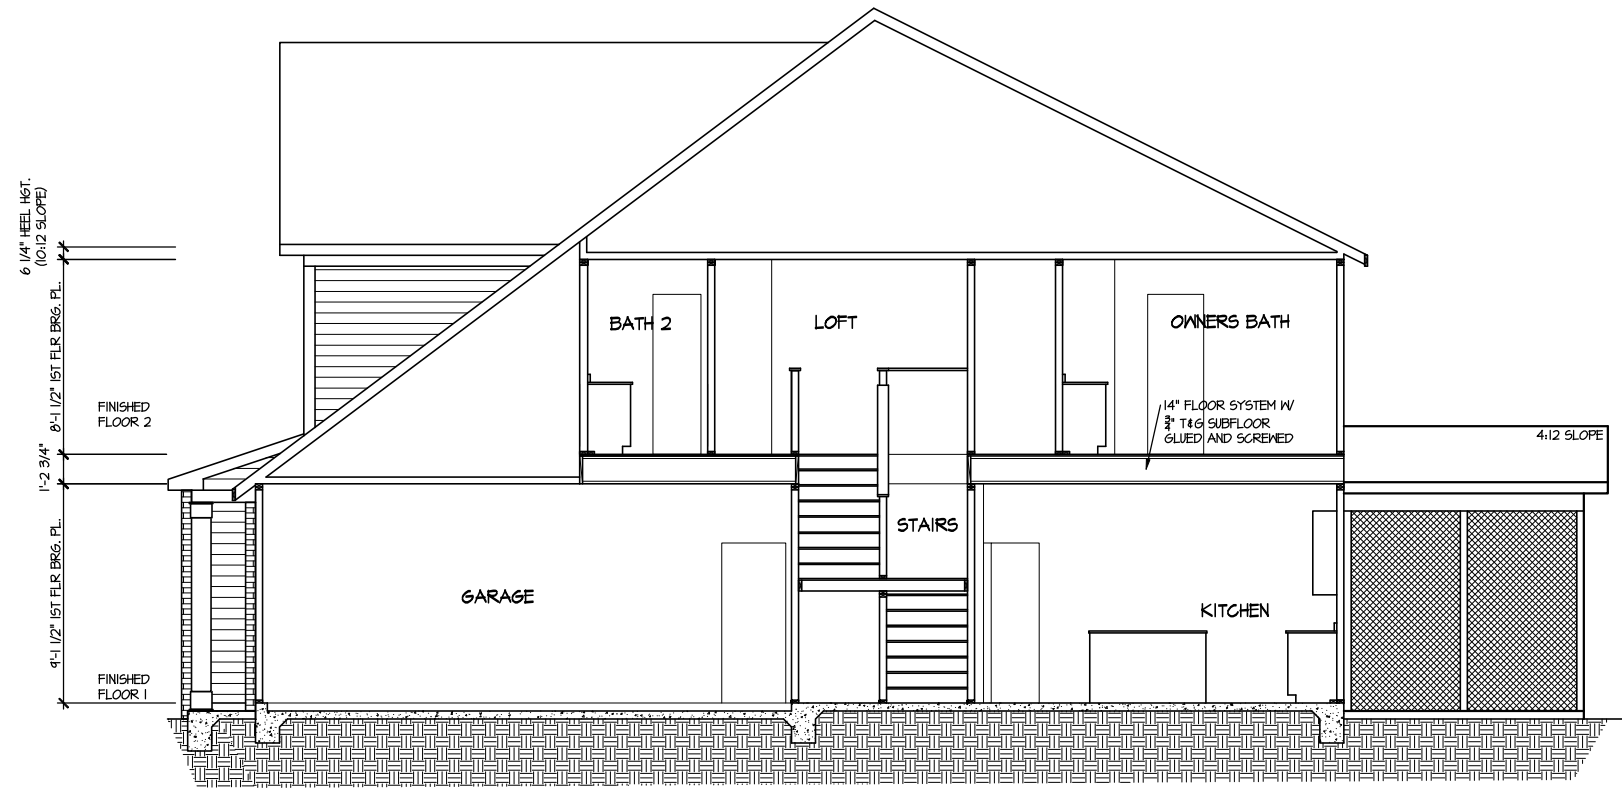 6 1/4" HEEL HGT.
(10:12 SLOPE)
8'-1 1/2" 1ST FLR BRG. PL.
1'-2 3/4"
9'-1 1/2" 1ST FLR BRG. PL.
FINISHED
FLOOR 2
FINISHED
FLOOR 1
BATH 2
LOFT
OWNERS BATH
14" FLOOR SYSTEM W/
3/4" T&G SUBFLOOR
GLUED AND SCREWED
4:12 SLOPE
STAIRS
GARAGE
KITCHEN